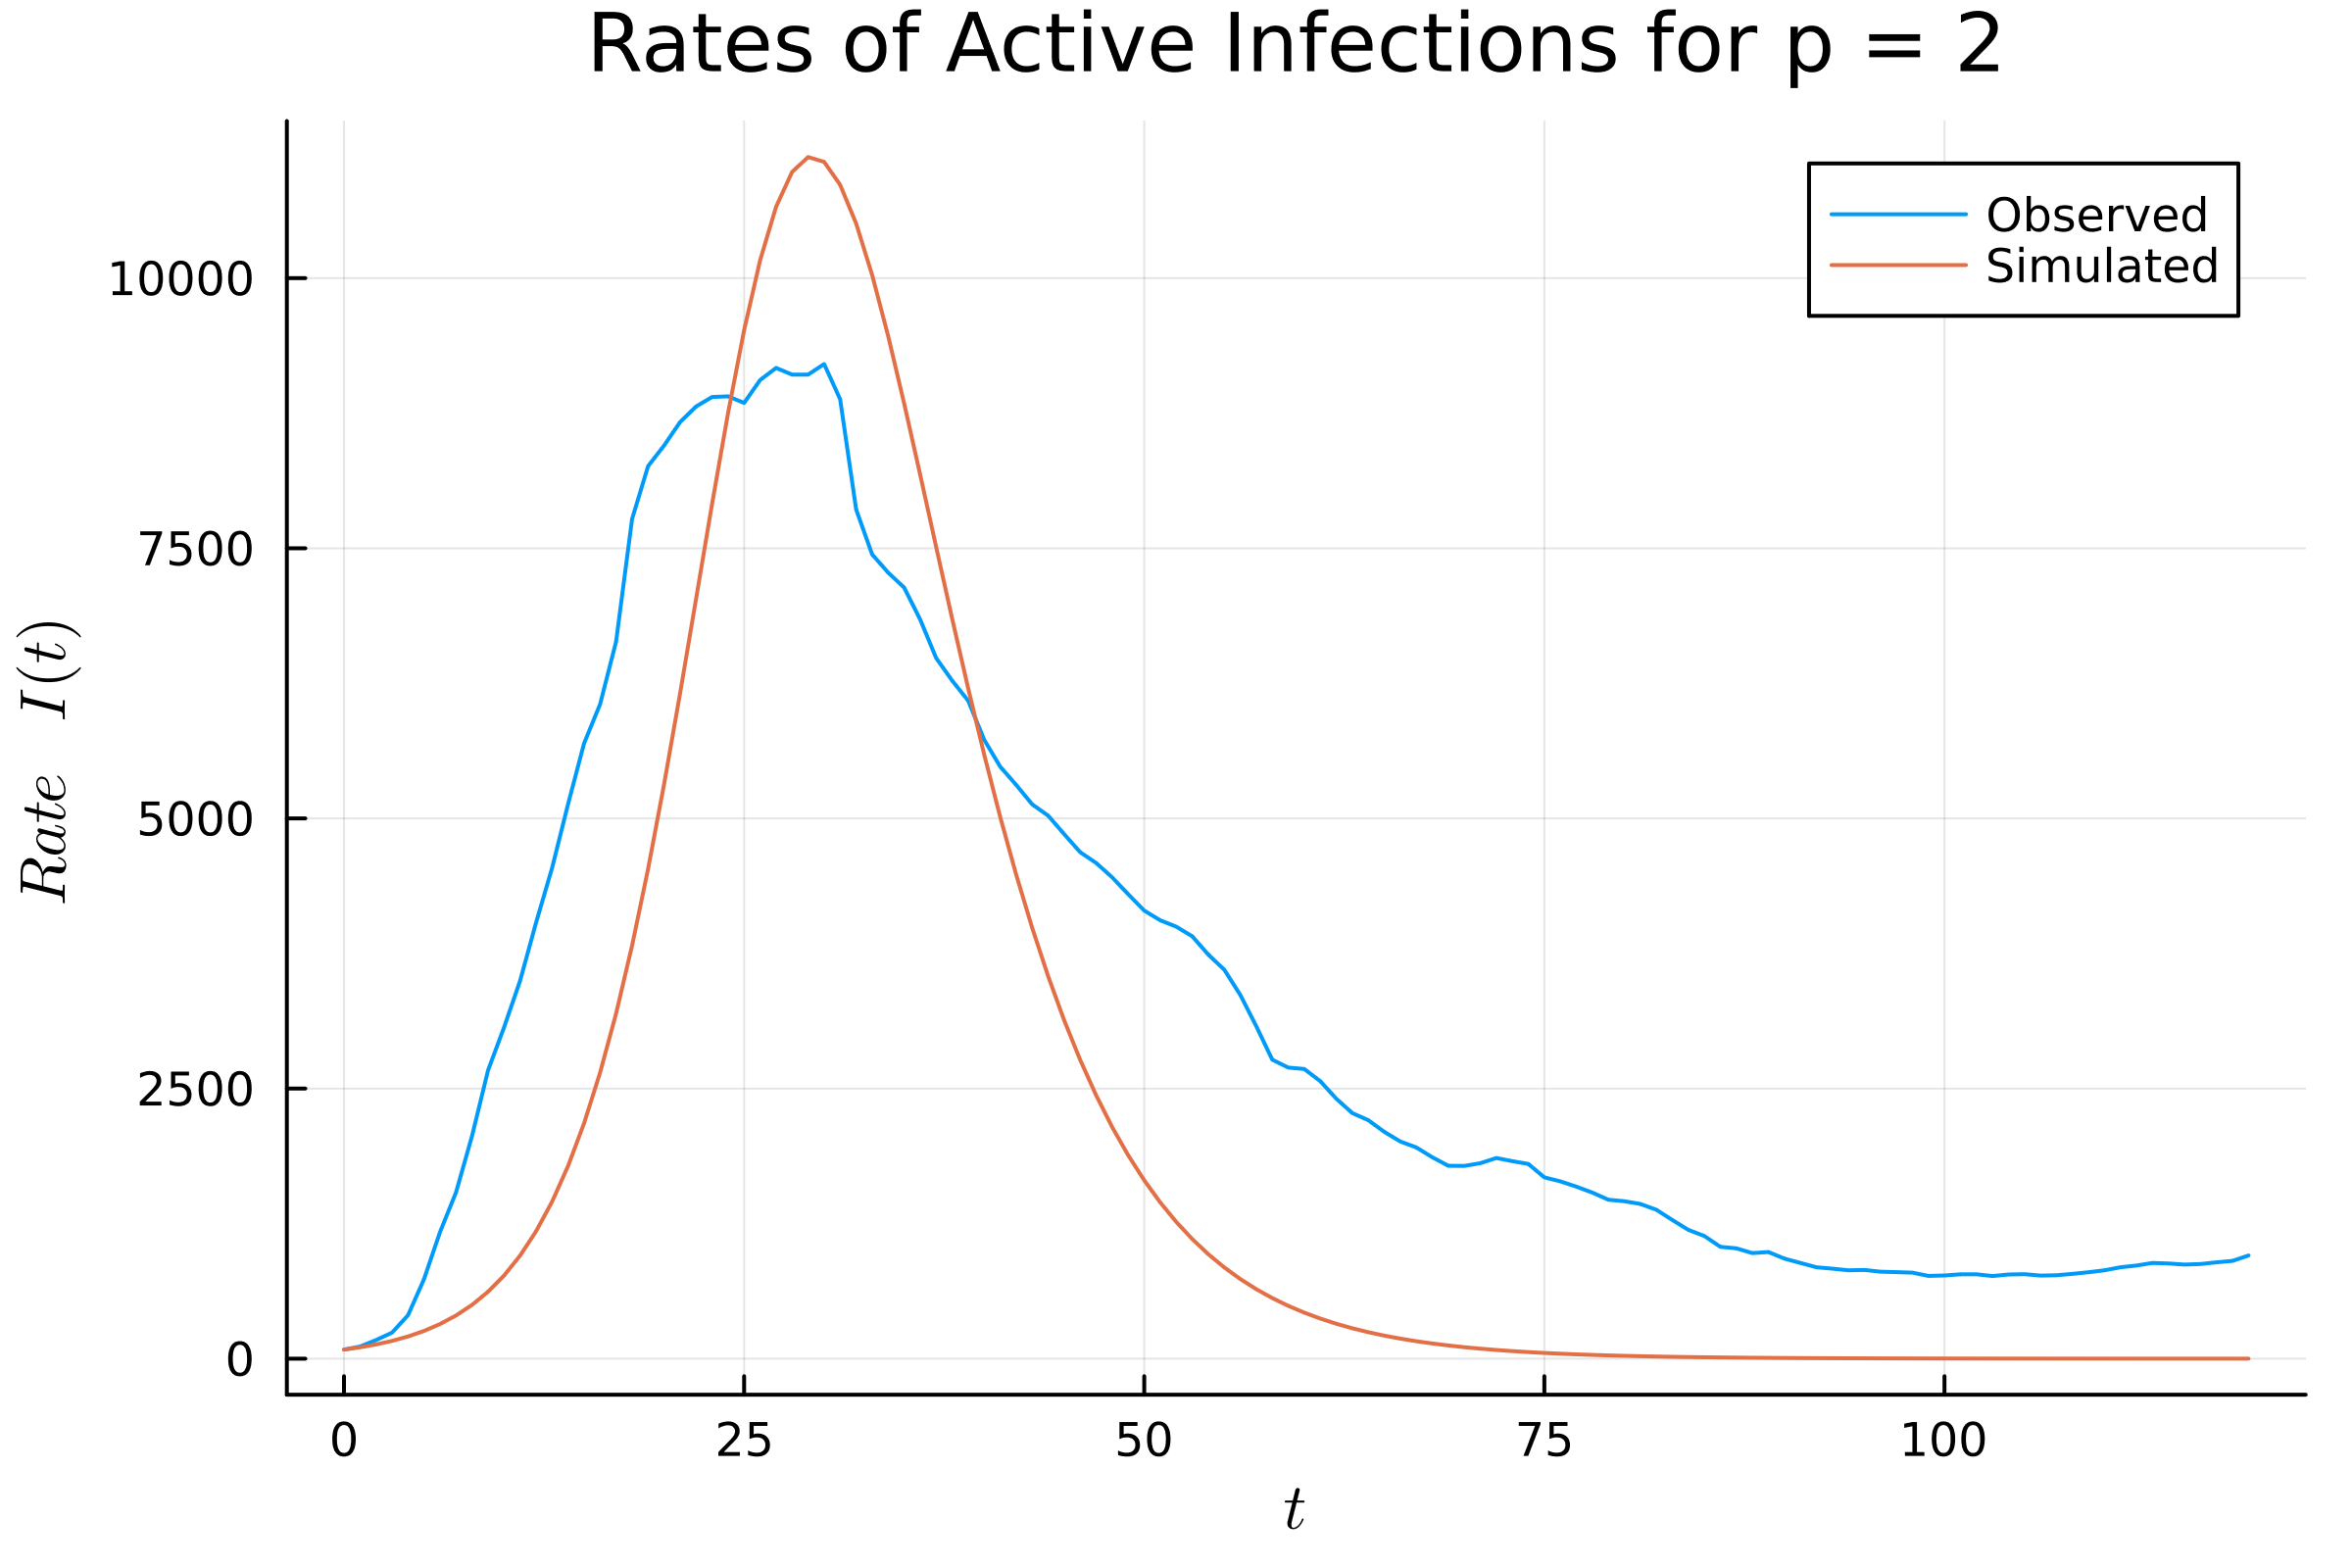 Rates of Active Infections for p = 2
Observed
Simulated
10000
7500
5000
2500
0
Rate I(t)
0 25 50 75 100
t